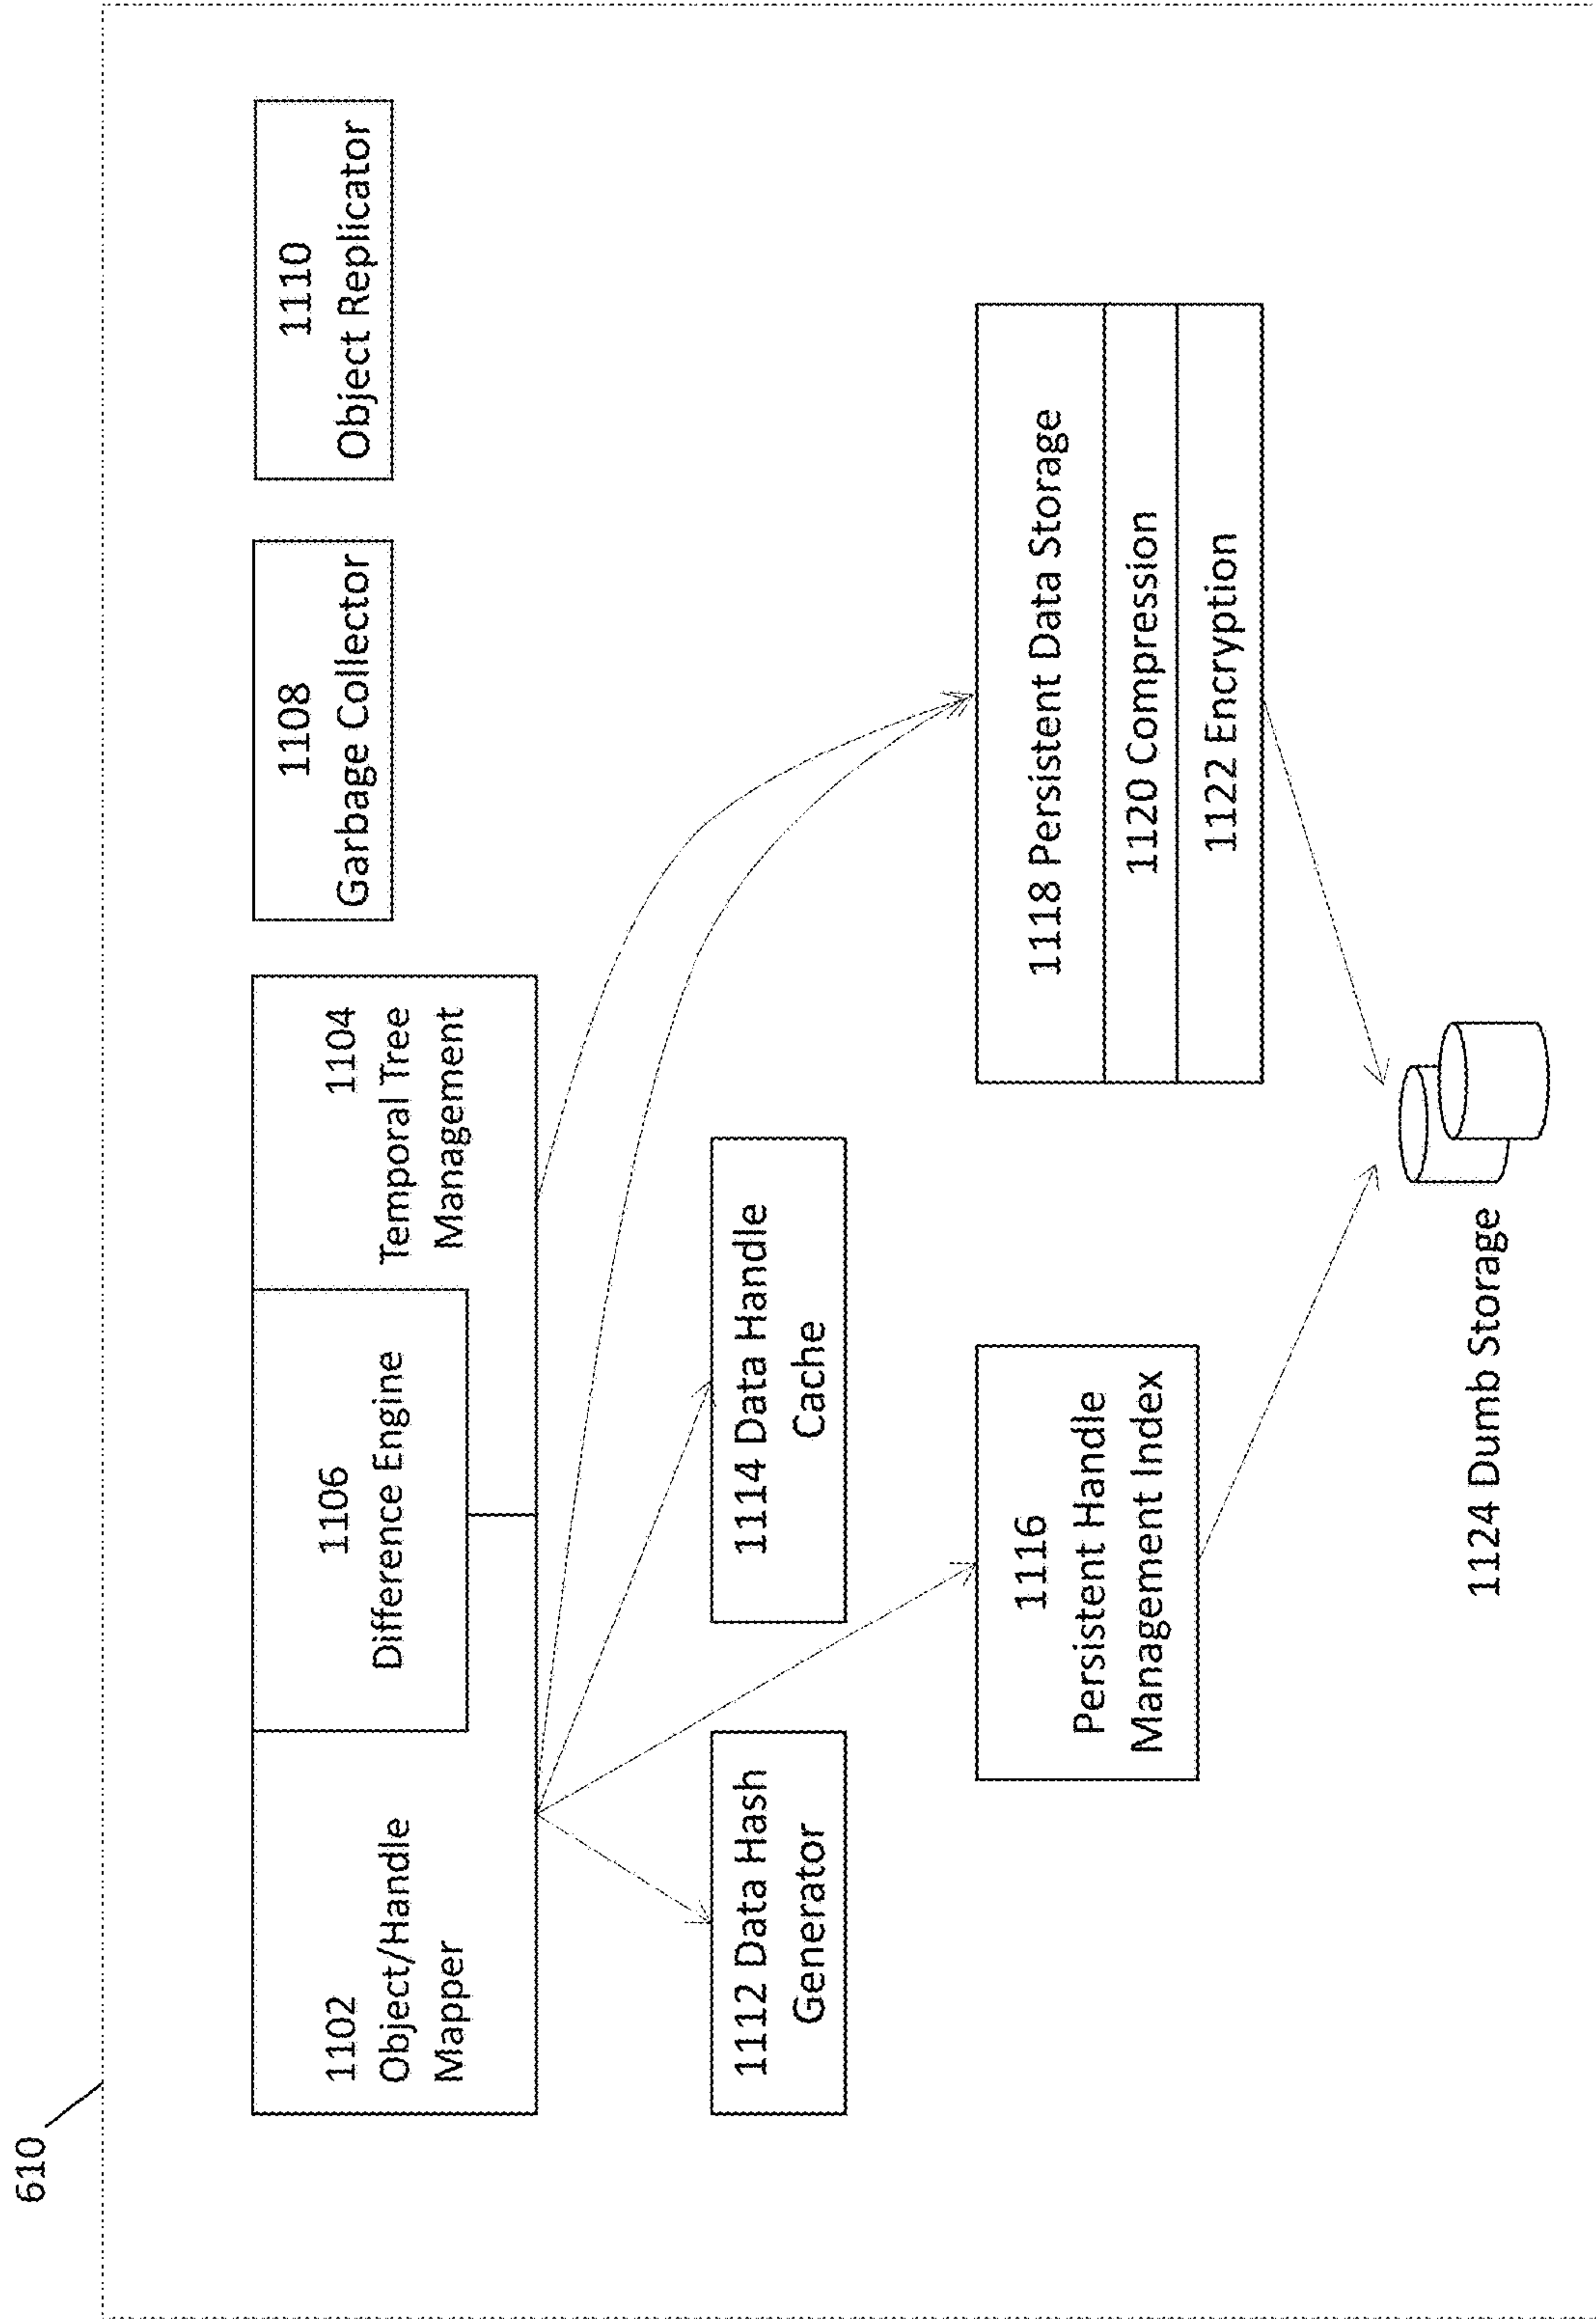 610
1102
Object/Handle
Mapper
1106
Difference Engine
1104
Temporal Tree
Management
1108
Garbage Collector
1110
Object Replicator
1112 Data Hash
Generator
1114 Data Handle
Cache
1116
Persistent Handle
Management Index
1118 Persistent Data Storage
1120 Compression
1122 Encryption
1124 Dumb Storage